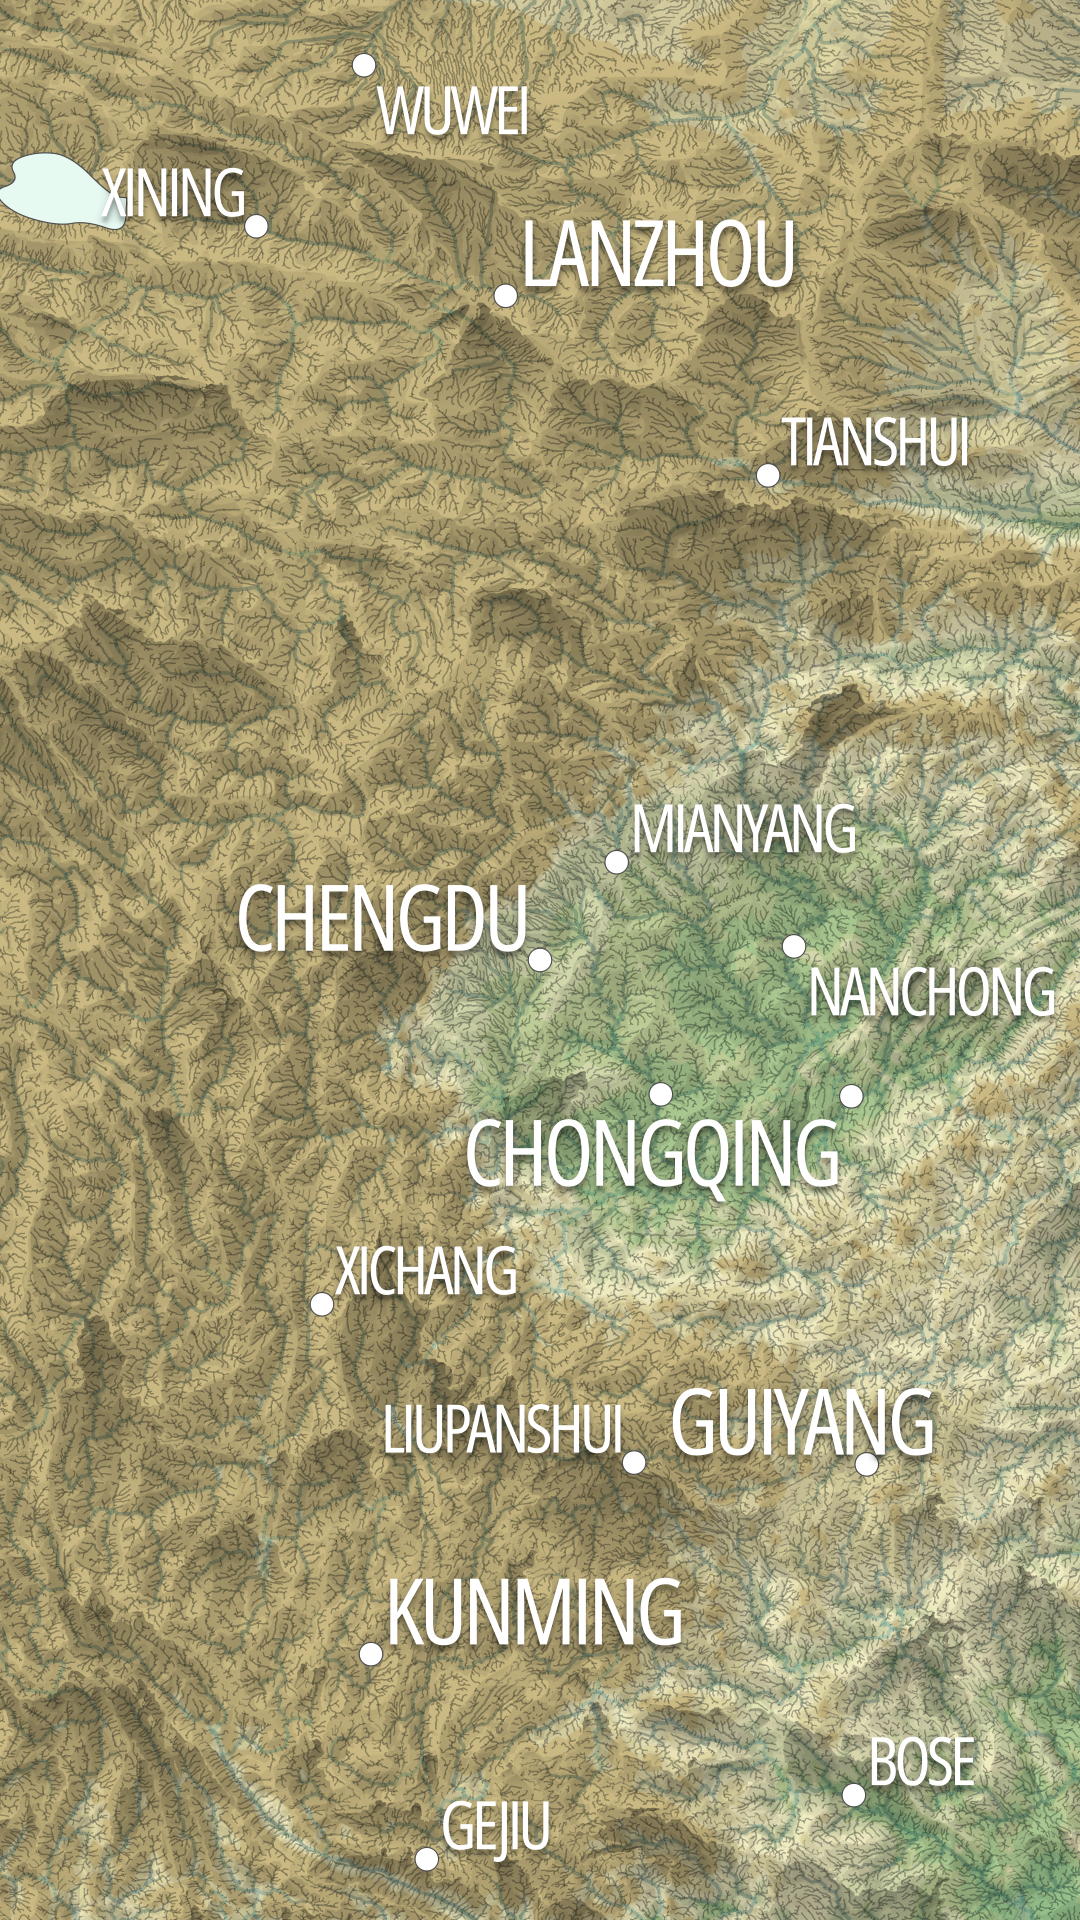 WUWEI
XINING
LANZHOU
TIANSHUI
MIANYANG
CHENGDU
NANCHONG
CHONGQING
XICHANG
GUIYANG
LIUPANSHUI
KUNMING
BOSE
GEJIU